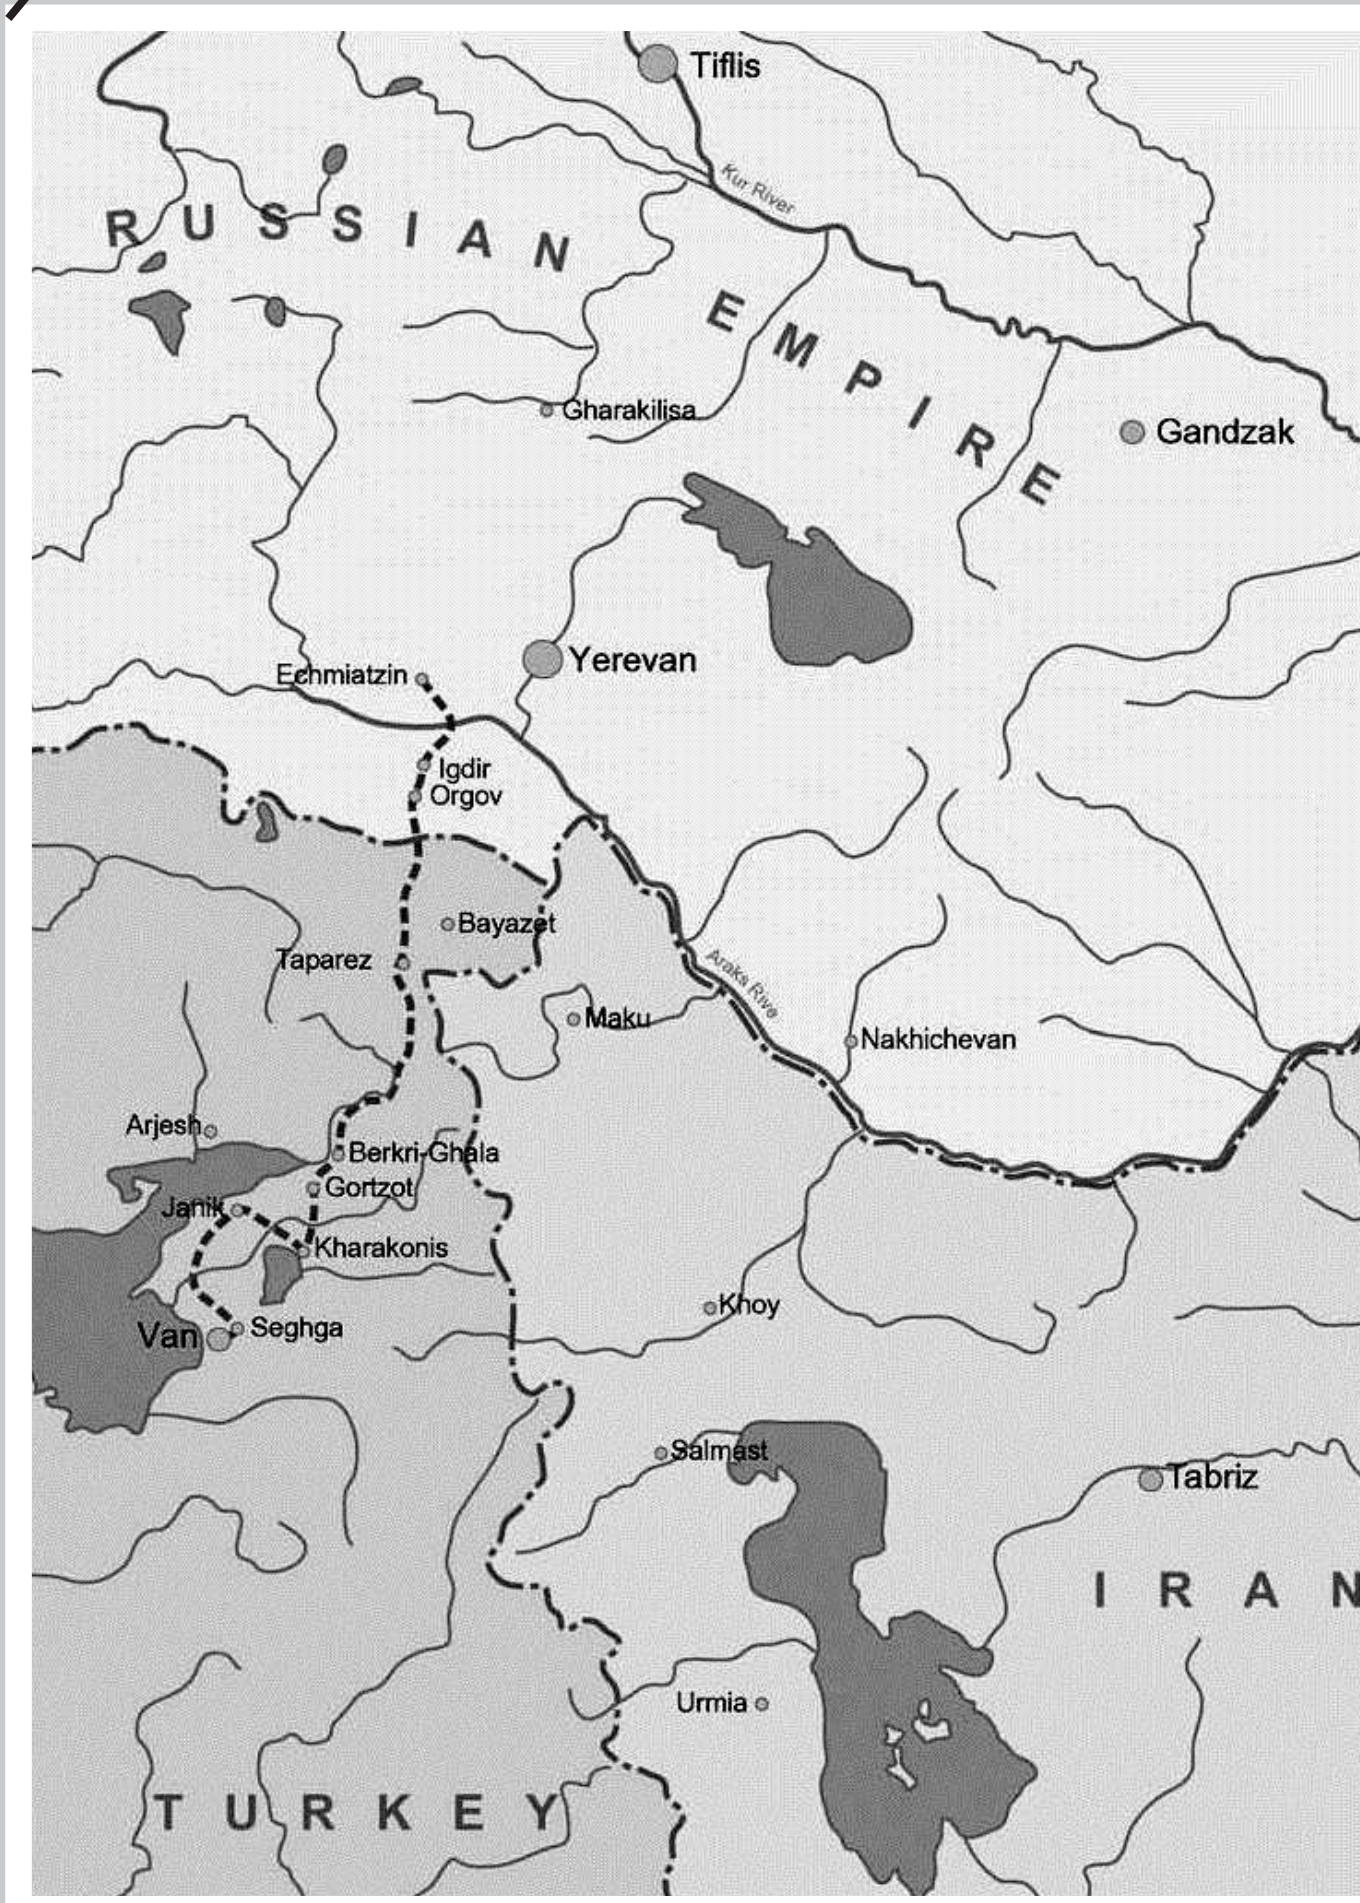 Tiflis
Kur River
RUSSIAN
EMPIRE
Gharakilisa
Gandzak
Yerevan
Echmiatzin
Igdir
Orgov
Bayazet
Taparez
Araks Rive
Maku
Nakhichevan
Arjesh
Berkri-Ghala
Gortzot
Janik
Kharakonis
Khoy
Seghga
Van
Salmast
Tabriz
IRAN
Urmia
TURKEY